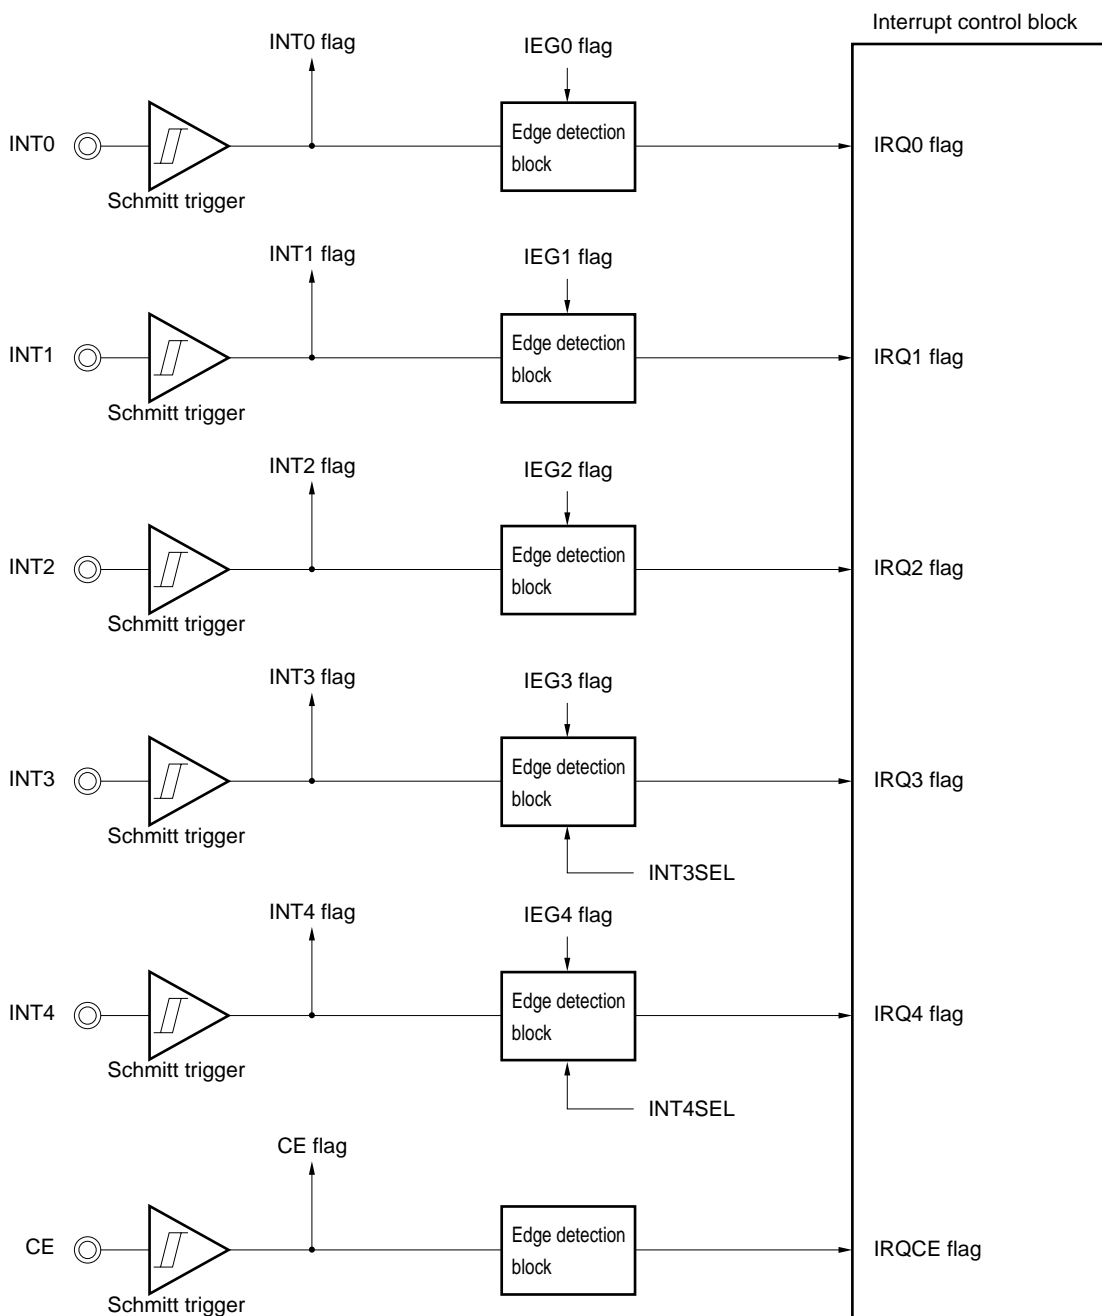 Interrupt control block
INT0 flag
IEG0 flag
INT0
Edge detection
block
IRQ0 flag
Schmitt trigger
INT1 flag
IEG1 flag
INT1
Edge detection
block
IRQ1 flag
Schmitt trigger
INT2 flag
IEG2 flag
INT2
Edge detection
block
IRQ2 flag
Schmitt trigger
INT3 flag
IEG3 flag
INT3
Edge detection
block
IRQ3 flag
Schmitt trigger
INT3SEL
INT4 flag
IEG4 flag
INT4
Edge detection
block
IRQ4 flag
Schmitt trigger
INT4SEL
CE flag
CE
Edge detection
block
IRQCE flag
Schmitt trigger